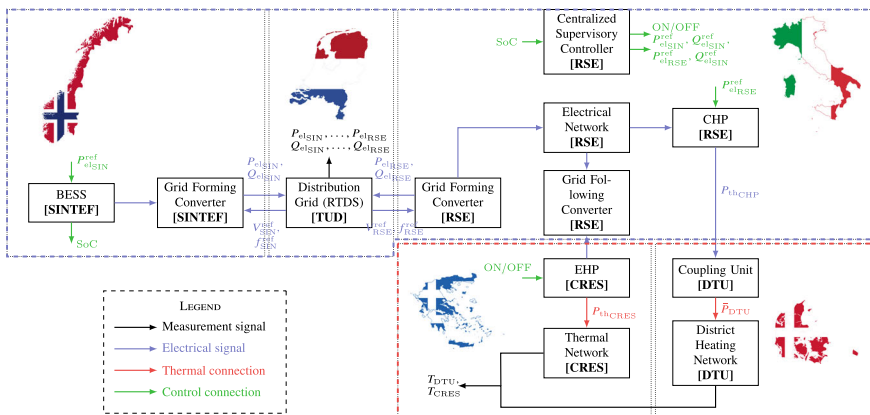 Centralized
Supervisory
Controller
[RSE]
SoC
ON/OFF
P^ref_elSIN, Q^ref_elSIN,
P^ref_elRSE, Q^ref_elSIN
P^ref_elRSE
Electrical
Network
[RSE]
CHP
[RSE]
P_elSIN, . . . , P_elRSE
Q_elSIN, . . . , Q_elRSE
P^ref_elSIN
BESS
[SINTEF]
SoC
Grid Forming
Converter
[SINTEF]
P_elSIN,
Q_elSIN
V^ref_SIN,
f^ref_SIN
Distribution
Grid (RTDS)
[TUD]
P_elRSE,
Q_elRSE
V^ref_RSE, f^ref_RSE
Grid Forming
Converter
[RSE]
Grid Fol-
lowing
Converter
[RSE]
P_thCHP
ON/OFF
EHP
[CRES]
Coupling Unit
[DTU]
P_thCRES
P̄_DTU
Thermal
Network
[CRES]
District
Heating
Network
[DTU]
T_DTU,
T_CRES
LEGEND
Measurement signal
Electrical signal
Thermal connection
Control connection